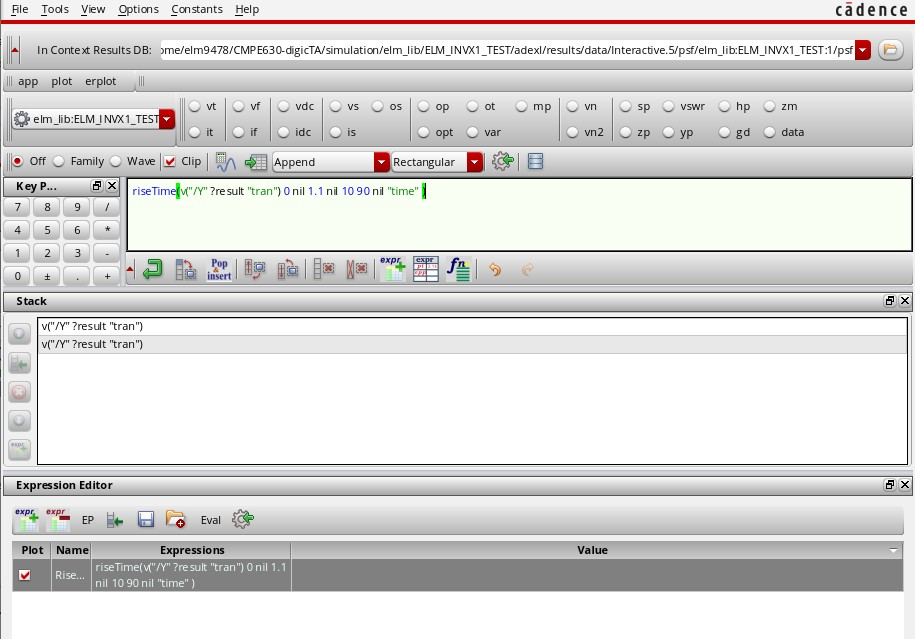 File Tools View Options Constants Help
cādence
In Context Results DB: ome/elm9478/CMPE630-digicTA/simulation/elm_lib/ELM_INVX1_TEST/adexl/results/data/Interactive.5/psf/elm_lib:ELM_INVX1_TEST:1/psf
app plot erplot
vt vf vdc vs os op ot mp vn sp vswr hp zm
elm_lib:ELM_INVX1_TEST
it if idc is opt var vn2 zp yp gd data
Off Family Wave Clip Append Rectangular
Key P...
7 8 9 /
4 5 6 *
1 2 3 -
0 ± . +
riseTime(v("/Y" ?result "tran") 0 nil 1.1 nil 10 90 nil "time" )
Pop & insert
expr
expr
fn
Stack
v("/Y" ?result "tran")
v("/Y" ?result "tran")
expr
Expression Editor
expr expr EP Eval
Plot Name Expressions Value
Rise... riseTime(v("/Y" ?result "tran") 0 nil 1.1
nil 10 90 nil "time" )